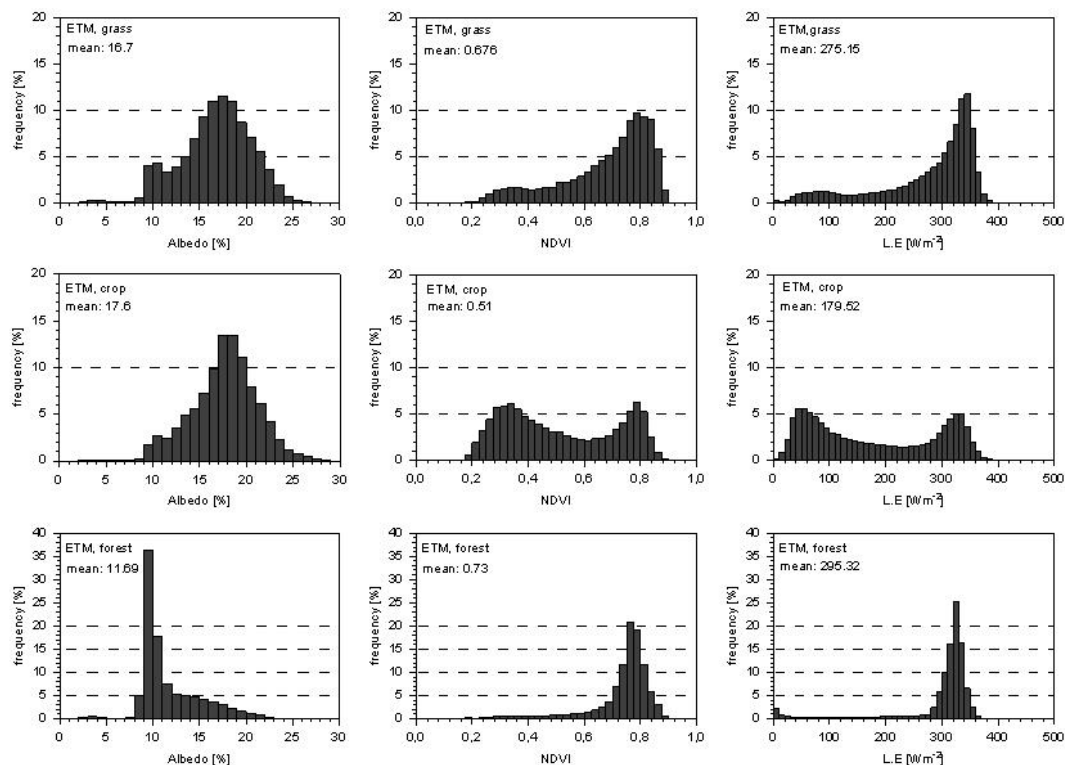 20
15
10
5
0
frequency [%]
ETM, grass
mean: 16.7
0 5 10 15 20 25 30
Albedo [%]
20
15
10
5
0
frequency [%]
ETM, grass
mean: 0.676
0,0 0,2 0,4 0,6 0,8 1,0
NDVI
20
15
10
5
0
frequency [%]
ETM,grass
mean: 275.15
0 100 200 300 400 500
L.E [Wm⁻²]
20
15
10
5
0
frequency [%]
ETM, crop
mean: 17.6
0 5 10 15 20 25 30
Albedo [%]
20
15
10
5
0
frequency [%]
ETM, crop
mean: 0.51
0,0 0,2 0,4 0,6 0,8 1,0
NDVI
20
15
10
5
0
frequency [%]
ETM, crop
mean: 179.52
0 100 200 300 400 500
L.E [Wm⁻²]
40
35
30
25
20
15
10
5
0
frequency [%]
ETM, forest
mean: 11.69
0 5 10 15 20 25 30
Albedo [%]
40
35
30
25
20
15
10
5
0
frequency [%]
ETM, forest
mean: 0.73
0,0 0,2 0,4 0,6 0,8 1,0
NDVI
40
35
30
25
20
15
10
5
0
frequency [%]
ETM, forest
mean: 295.32
0 100 200 300 400 500
L.E [Wm⁻²]